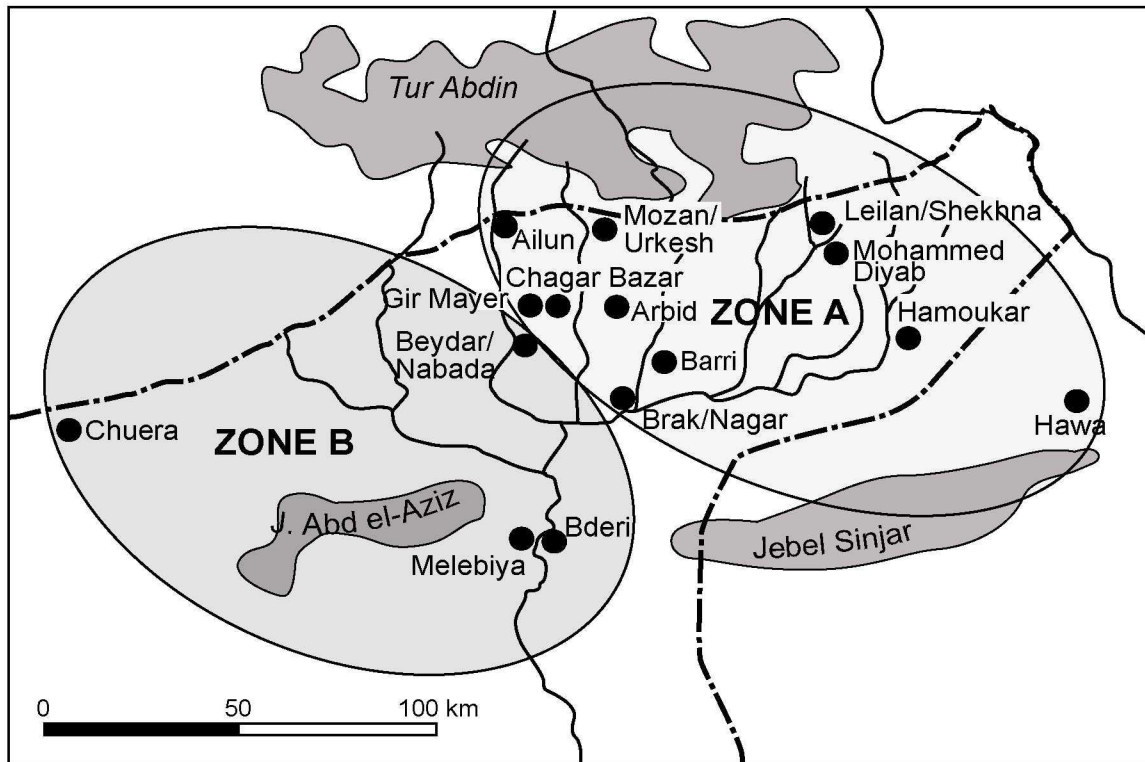 Tur Abdin
Ailun
Mozan/
Urkesh
Leilan/Shekhna
Mohammed
Diyab
Chagar Bazar
Gir Mayer
Arbid
ZONE A
Hamoukar
Beydar/
Nabada
Barri
Brak/Nagar
Hawa
Chuera
ZONE B
J. Abd el-Aziz
Bderi
Melebiya
Jebel Sinjar
0 50 100 km